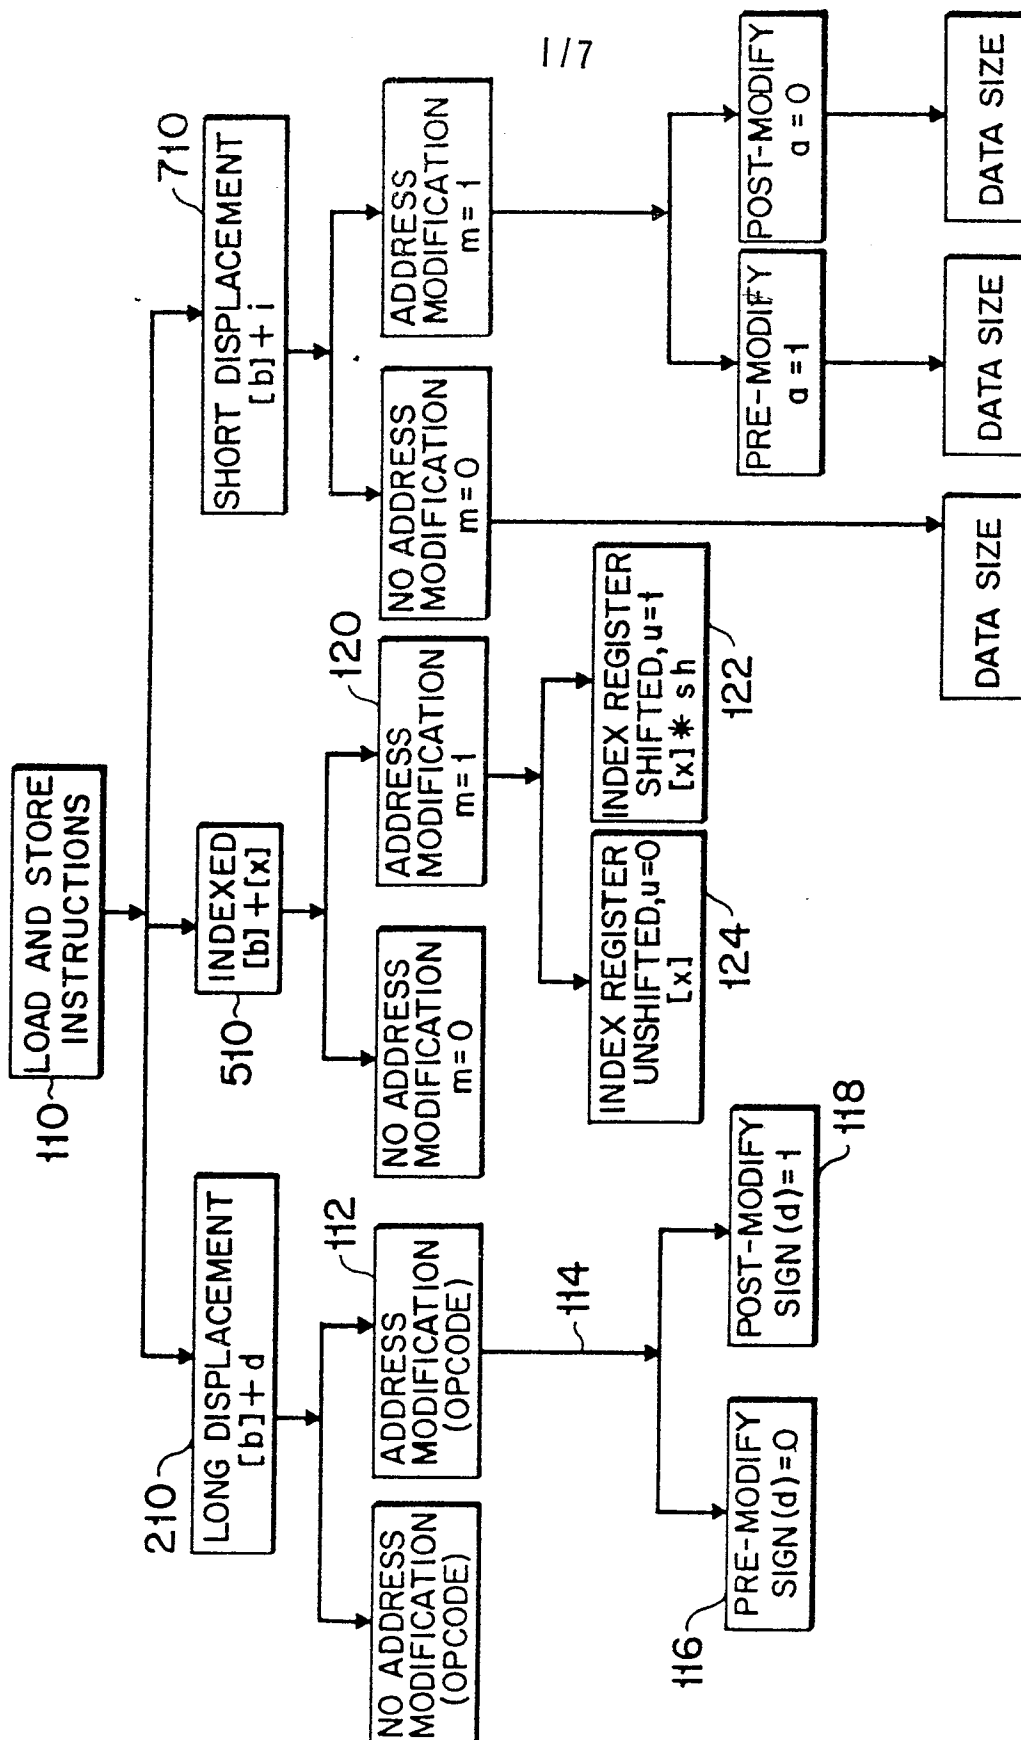 1/7
110
LOAD AND STORE
INSTRUCTIONS
210
LONG DISPLACEMENT
[b]+d
510
INDEXED
[b]+[x]
710
SHORT DISPLACEMENT
[b]+i
NO ADDRESS
MODIFICATION
(OPCODE)
112
ADDRESS
MODIFICATION
(OPCODE)
NO ADDRESS
MODIFICATION
m=0
120
ADDRESS
MODIFICATION
m=1
NO ADDRESS
MODIFICATION
m=0
ADDRESS
MODIFICATION
m=1
114
116
PRE-MODIFY
SIGN(d)=0
POST-MODIFY
SIGN(d)=1
118
INDEX REGISTER
UNSHIFTED,u=0
[x]
124
INDEX REGISTER
SHIFTED,u=1
[x]* sh
122
PRE-MODIFY
a=1
POST-MODIFY
a=0
DATA SIZE
DATA SIZE
DATA SIZE